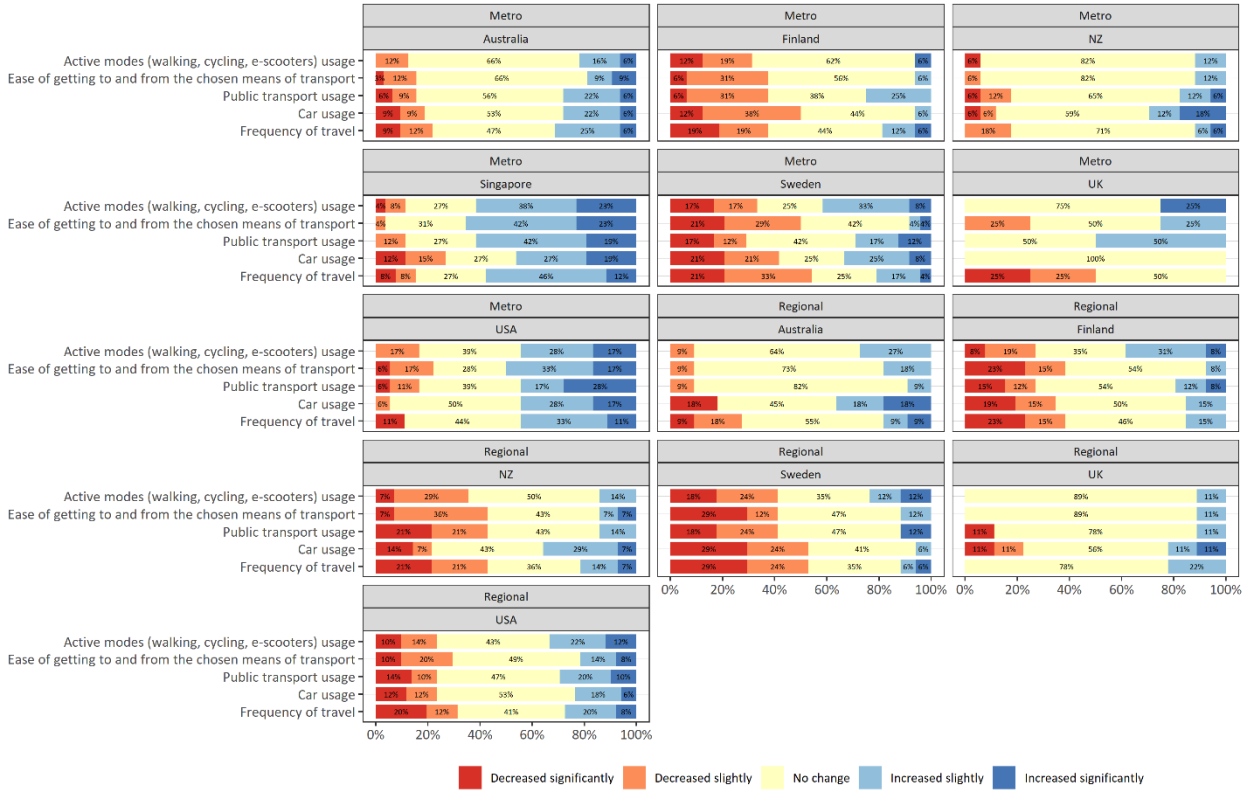 Metro Metro Metro
Australia Finland NZ
Active modes (walking, cycling, e-scooters) usage 12% 66% 16% 6% 12% 19% 62% 6% 6% 82% 12%
Ease of getting to and from the chosen means of transport 3% 12% 66% 9% 9% 6% 31% 56% 6% 6% 82% 12%
Public transport usage 6% 9% 56% 22% 6% 6% 31% 38% 25% 6% 12% 65% 12% 6%
Car usage 9% 9% 53% 22% 6% 12% 38% 44% 6% 6% 6% 59% 12% 18%
Frequency of travel 9% 12% 47% 25% 6% 19% 19% 44% 12% 6% 18% 71% 6% 6%
Metro Metro Metro
Singapore Sweden UK
Active modes (walking, cycling, e-scooters) usage 4% 8% 27% 38% 23% 17% 17% 25% 33% 8% 75% 25%
Ease of getting to and from the chosen means of transport 4% 31% 42% 23% 21% 29% 42% 4% 4% 25% 50% 25%
Public transport usage 12% 27% 42% 19% 17% 12% 42% 17% 12% 50% 50%
Car usage 12% 15% 27% 27% 19% 21% 21% 25% 25% 8% 100%
Frequency of travel 8% 8% 27% 46% 12% 21% 33% 25% 17% 4% 25% 25% 50%
Metro Regional Regional
USA Australia Finland
Active modes (walking, cycling, e-scooters) usage 17% 39% 28% 17% 9% 64% 27% 8% 19% 35% 31% 8%
Ease of getting to and from the chosen means of transport 6% 17% 28% 33% 17% 9% 73% 18% 23% 15% 54% 8%
Public transport usage 6% 11% 39% 17% 28% 9% 82% 9% 15% 12% 54% 12% 8%
Car usage 6% 50% 28% 17% 18% 45% 18% 18% 19% 15% 50% 15%
Frequency of travel 11% 44% 33% 11% 9% 18% 55% 9% 9% 23% 15% 46% 15%
Regional Regional Regional
NZ Sweden UK
Active modes (walking, cycling, e-scooters) usage 7% 29% 50% 14% 18% 24% 35% 12% 12% 89% 11%
Ease of getting to and from the chosen means of transport 7% 36% 43% 7% 7% 29% 12% 47% 12% 89% 11%
Public transport usage 21% 21% 43% 14% 18% 24% 47% 12% 11% 78% 11%
Car usage 14% 7% 43% 29% 7% 29% 24% 41% 6% 11% 11% 56% 11% 11%
Frequency of travel 21% 21% 36% 14% 7% 29% 24% 35% 6% 6% 78% 22%
0% 20% 40% 60% 80% 100% 0% 20% 40% 60% 80% 100%
Regional
USA
Active modes (walking, cycling, e-scooters) usage 10% 14% 43% 22% 12%
Ease of getting to and from the chosen means of transport 10% 20% 49% 14% 8%
Public transport usage 14% 10% 47% 20% 10%
Car usage 12% 12% 53% 18% 6%
Frequency of travel 20% 12% 41% 20% 8%
0% 20% 40% 60% 80% 100%
Decreased significantly Decreased slightly No change Increased slightly Increased significantly